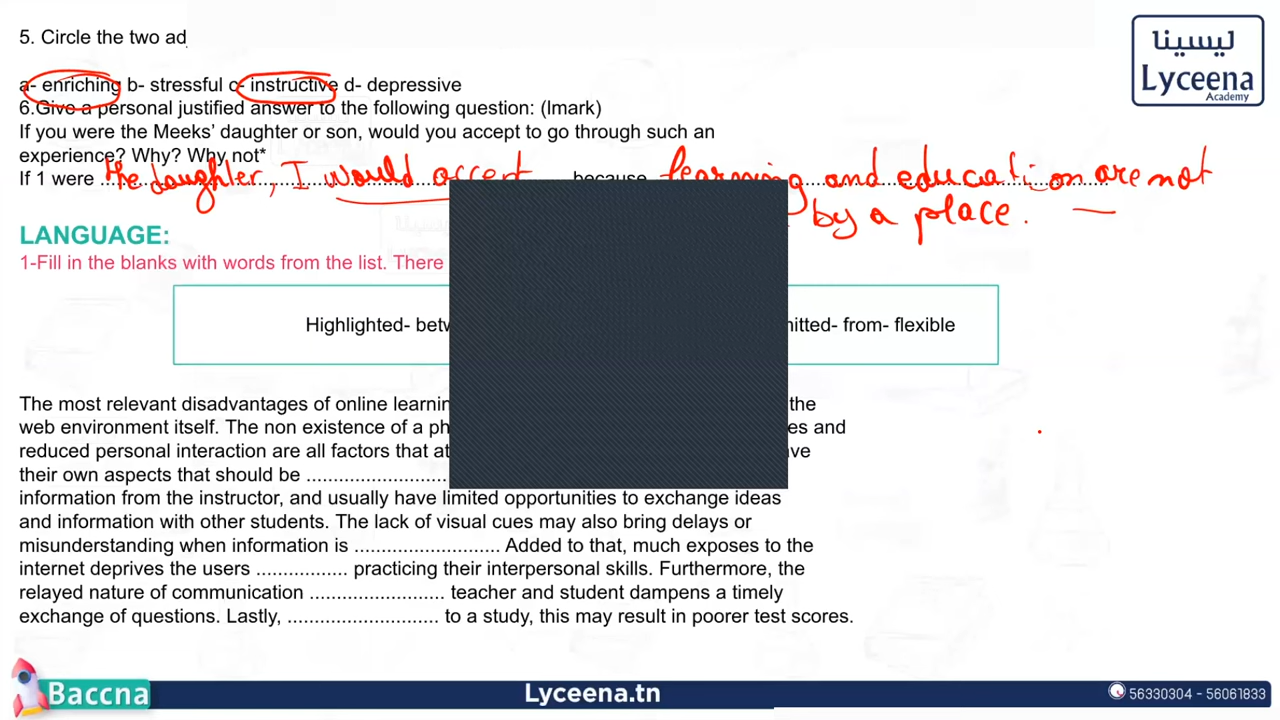 5. Circle the two ad
ليسينا
Lyceena
Academy
a- enriching b- stressful c- instructive d- depressive
6.Give a personal justified answer to the following question: (lmark)
If you were the Meeks' daughter or son, would you accept to go through such an
experience? Why? Why not*
If 1 were the daughter, I would accept because learning and education are not
by a place.
LANGUAGE:
1-Fill in the blanks with words from the list. There
Highlighted- from- flexible
The most relevant disadvantages of online learning the
web environment itself. The non existence of a and
reduced personal interaction are all factors that
their own aspects that should be ..........................
information from the instructor, and usually have limited opportunities to exchange ideas
and information with other students. The lack of visual cues may also bring delays or
misunderstanding when information is ........................... Added to that, much exposes to the
internet deprives the users ................. practicing their interpersonal skills. Furthermore, the
relayed nature of communication ......................... teacher and student dampens a timely
exchange of questions. Lastly, ............................ to a study, this may result in poorer test scores.
Baccna Lyceena.tn 56330304 - 56061833